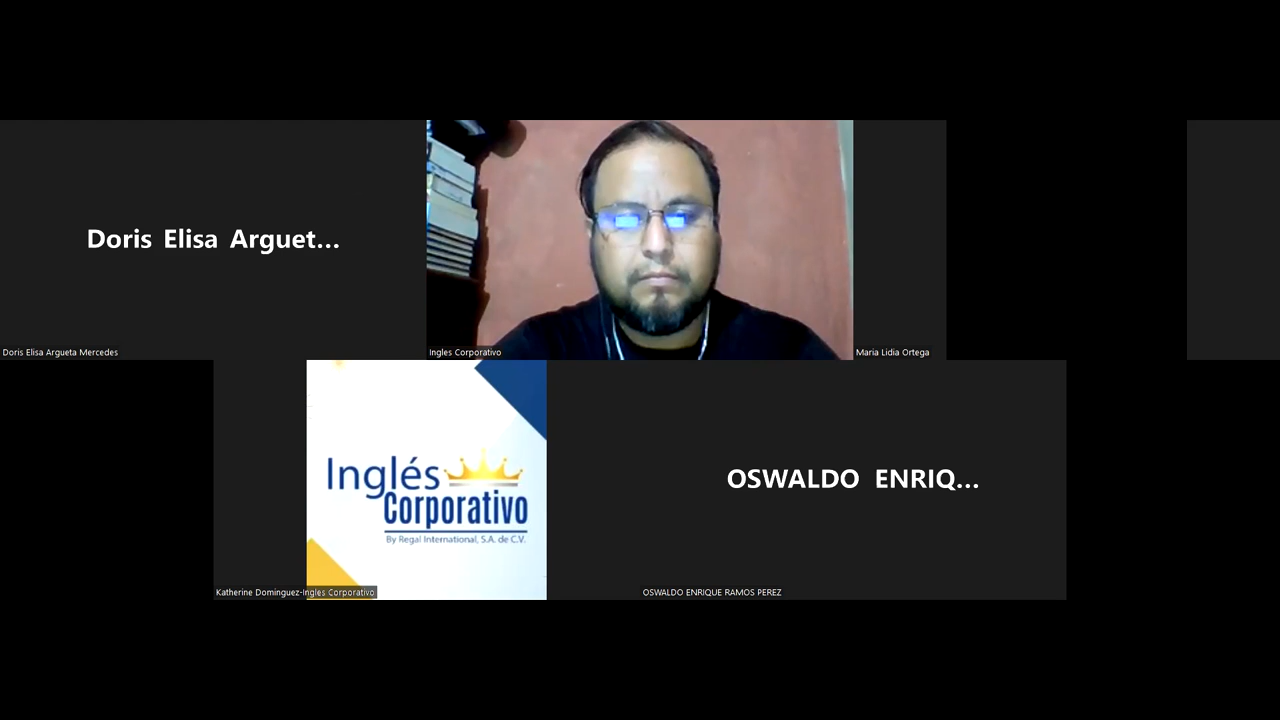 Doris Elisa Arguet...
Doris Elisa Argueta Mercedes
Ingles Corporativo
Maria Lidia Ortega
Inglés
Corporativo
By Regal International, S.A. de C.V.
Katherine Dominguez-Ingles Corporativo
OSWALDO ENRIQ...
OSWALDO ENRIQUE RAMOS PEREZ